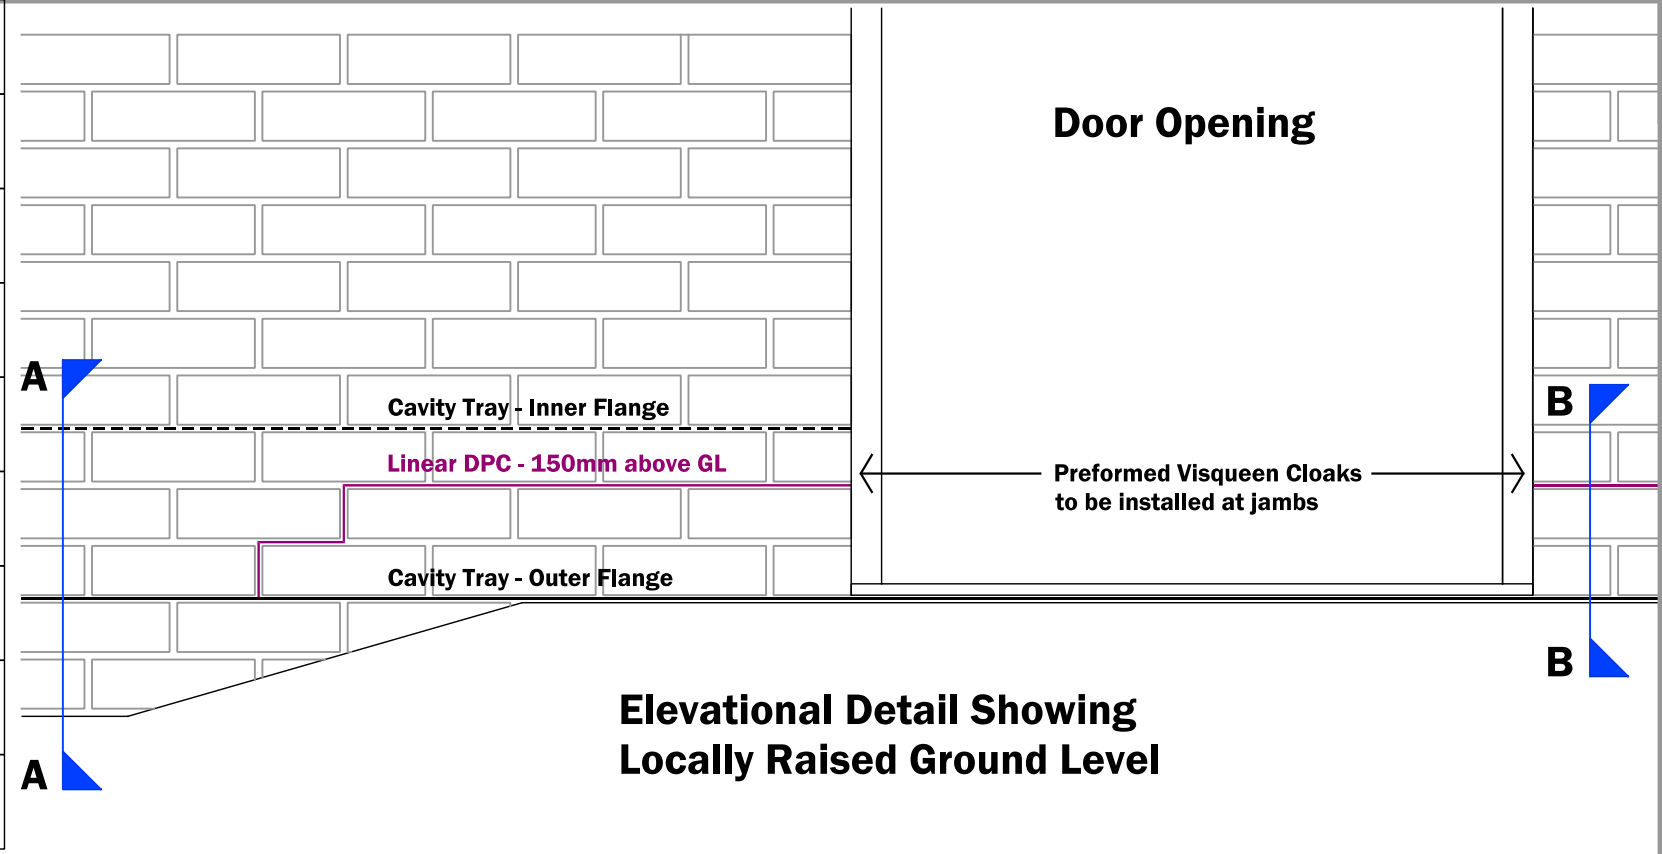 Door Opening
A
B
Cavity Tray - Inner Flange
Linear DPC - 150mm above GL
Preformed Visqueen Cloaks
to be installed at jambs
Cavity Tray - Outer Flange
B
Elevational Detail Showing
Locally Raised Ground Level
A